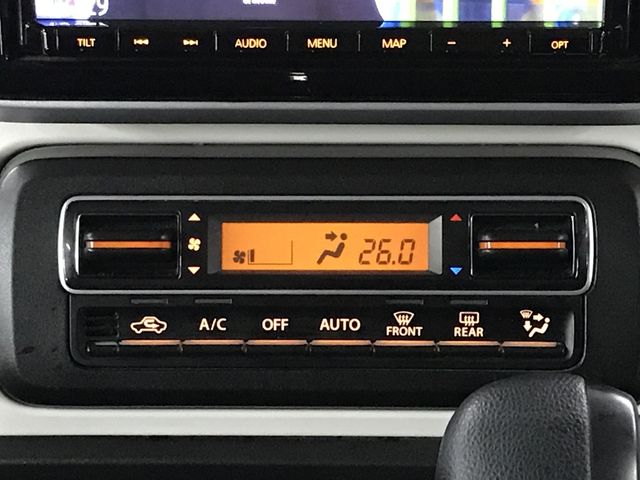 TILT AUDIO MENU MAP - + OPT
26.0
A/C OFF AUTO FRONT REAR